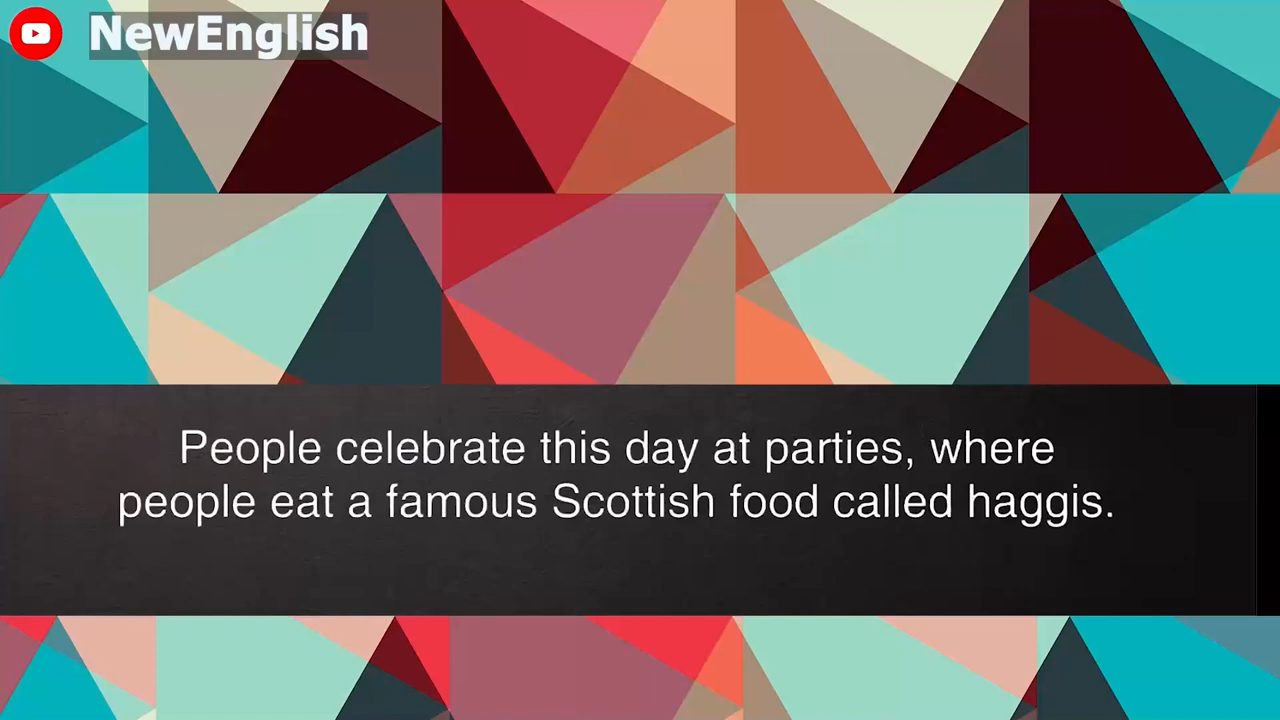 NewEnglish
People celebrate this day at parties, where
people eat a famous Scottish food called haggis.